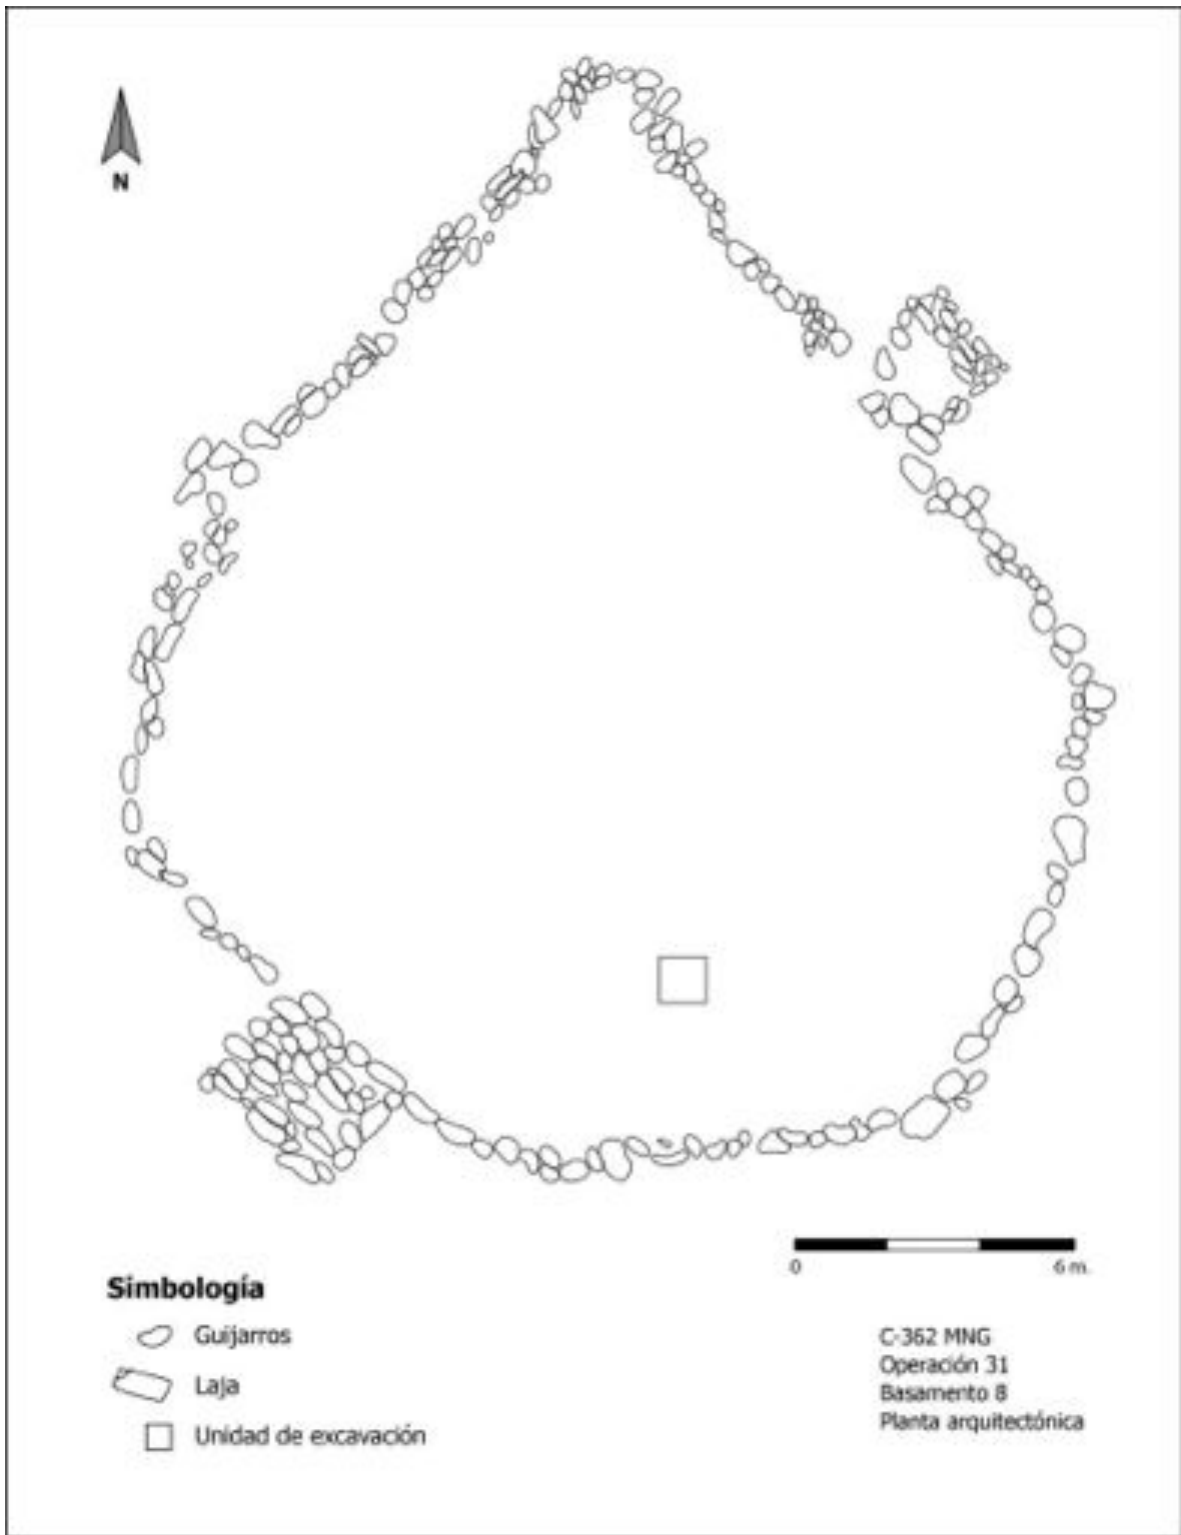 N
0 6 m.
Simbología
Guijarros
Laja
Unidad de excavación
C-362 MNG
Operación 31
Basamento 8
Planta arquitectónica